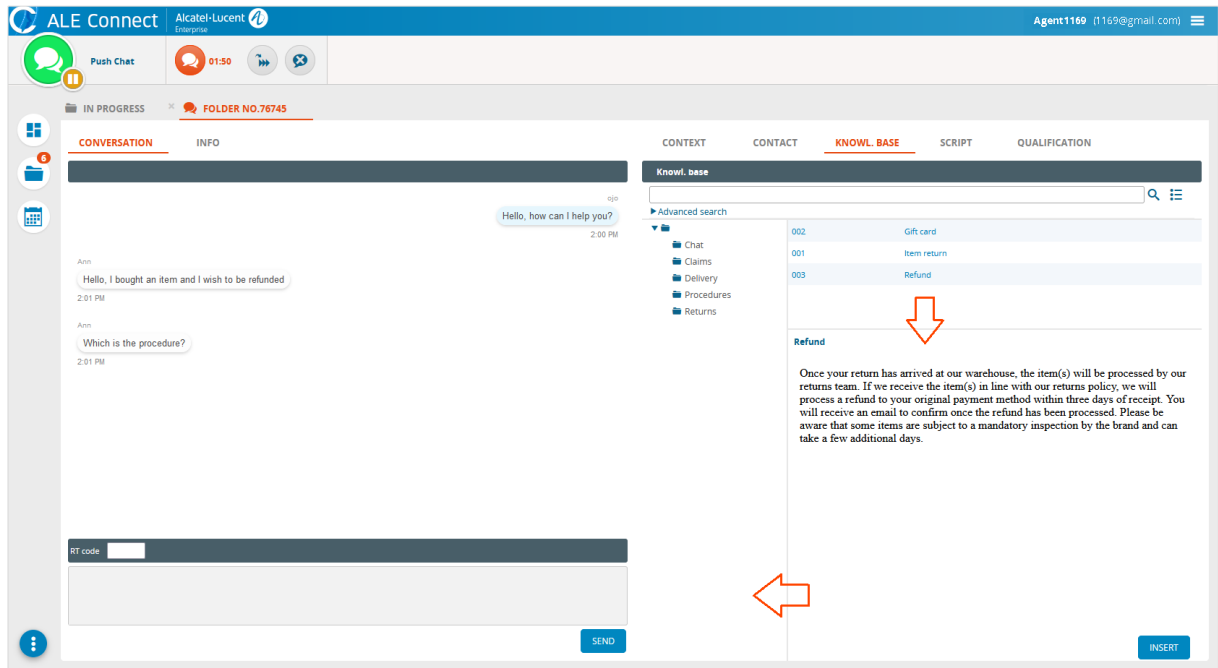 ALE Connect
Alcatel·Lucent
Enterprise
Agent1169 (1169@gmail.com)
Push Chat
01:50
IN PROGRESS
FOLDER NO.76745
6
CONVERSATION
INFO
ojo
Hello, how can I help you?
2:00 PM
Ann
Hello, I bought an item and I wish to be refunded
2:01 PM
Ann
Which is the procedure?
2:01 PM
RT code
SEND
CONTEXT
CONTACT
KNOWL. BASE
SCRIPT
QUALIFICATION
Knowl. base
Advanced search
Chat
Claims
Delivery
Procedures
Returns
002 Gift card
001 Item return
003 Refund
Refund
Once your return has arrived at our warehouse, the item(s) will be processed by our
returns team. If we receive the item(s) in line with our returns policy, we will
process a refund to your original payment method within three days of receipt. You
will receive an email to confirm once the refund has been processed. Please be
aware that some items are subject to a mandatory inspection by the brand and can
take a few additional days.
INSERT